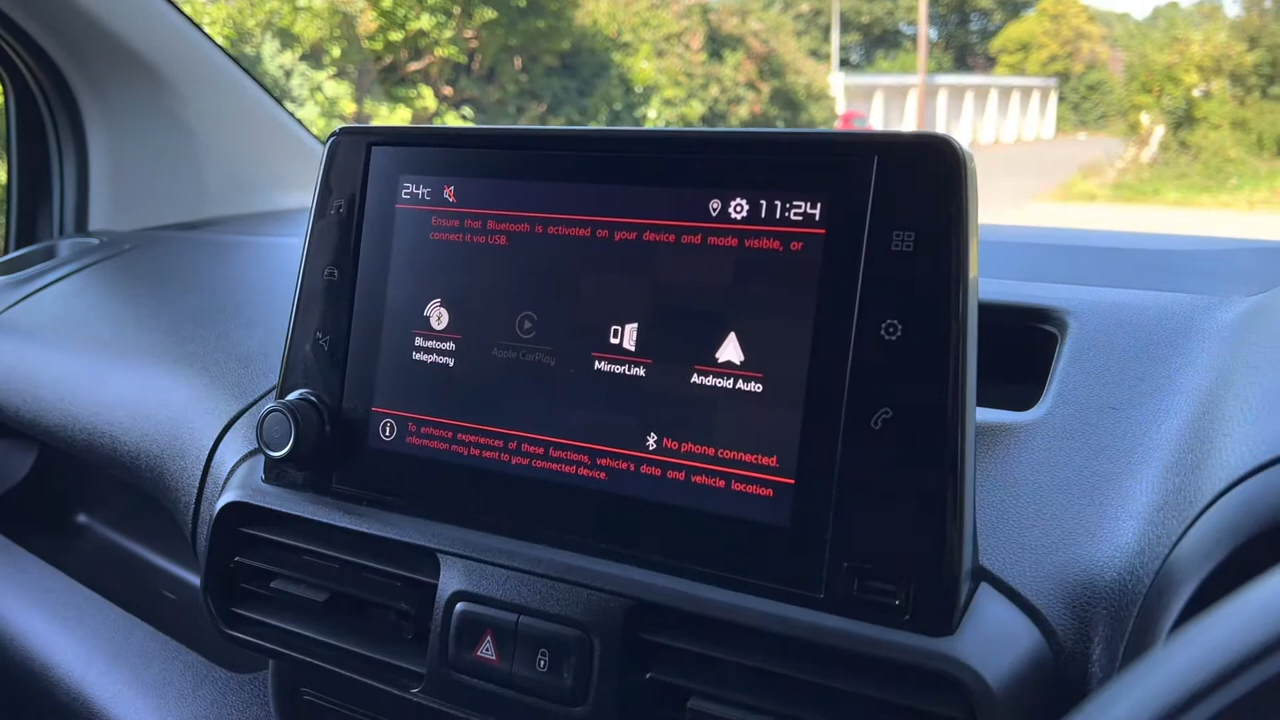 24°C
11:24
Ensure that Bluetooth is activated on your device and made visible, or
connect it via USB.
Bluetooth
telephony
Apple CarPlay
MirrorLink
Android Auto
No phone connected.
To enhance experiences of these functions, vehicle's data and vehicle location
information may be sent to your connected device.